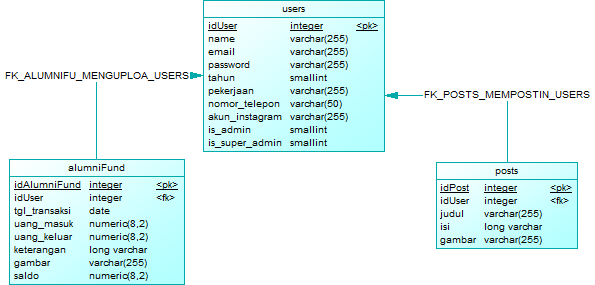 users
idUser integer <pk>
name varchar(255)
email varchar(255)
password varchar(255)
tahun smallint
pekerjaan varchar(255)
nomor_telepon varchar(50)
akun_instagram varchar(255)
is_admin smallint
is_super_admin smallint
FK_ALUMNIFU_MENGUPLOA_USERS
FK_POSTS_MEMPOSTIN_USERS
alumniFund
idAlumniFund integer <pk>
idUser integer <fk>
tgl_transaksi date
uang_masuk numeric(8,2)
uang_keluar numeric(8,2)
keterangan long varchar
gambar varchar(255)
saldo numeric(8,2)
posts
idPost integer <pk>
idUser integer <fk>
judul varchar(255)
isi long varchar
gambar varchar(255)